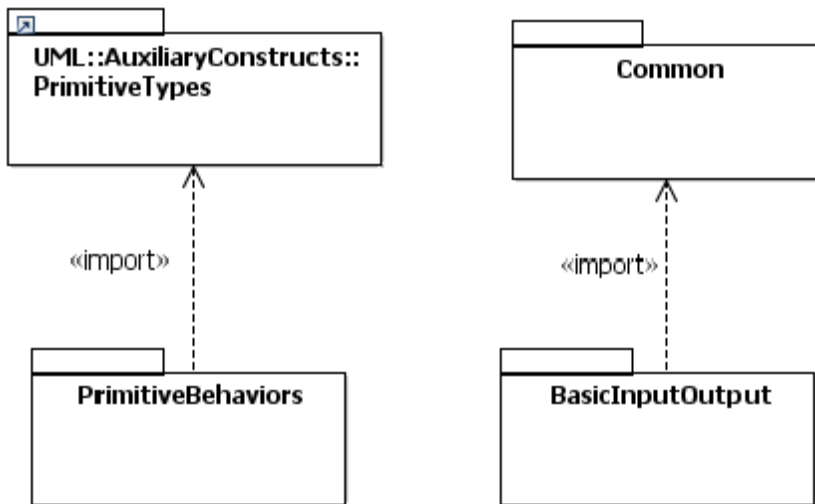 UML::AuxiliaryConstructs::
PrimitiveTypes
Common
«import»
«import»
PrimitiveBehaviors
BasicInputOutput